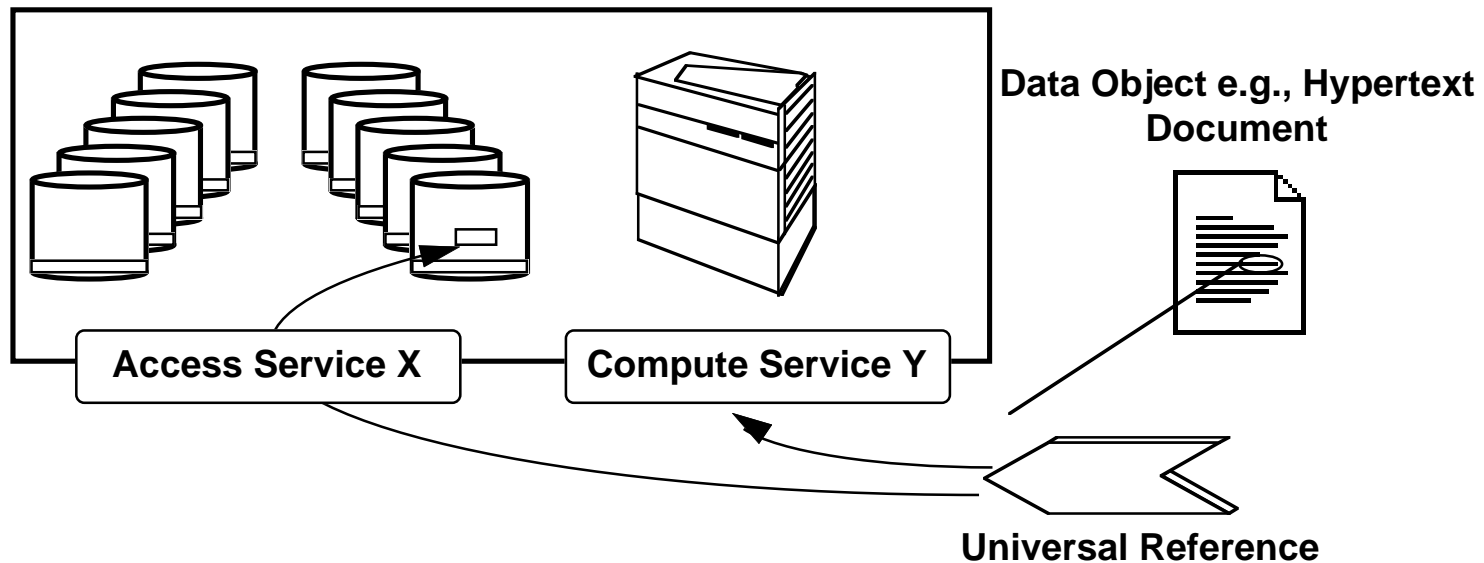 Data Object e.g., Hypertext
Document
Access Service X
Compute Service Y
Universal Reference